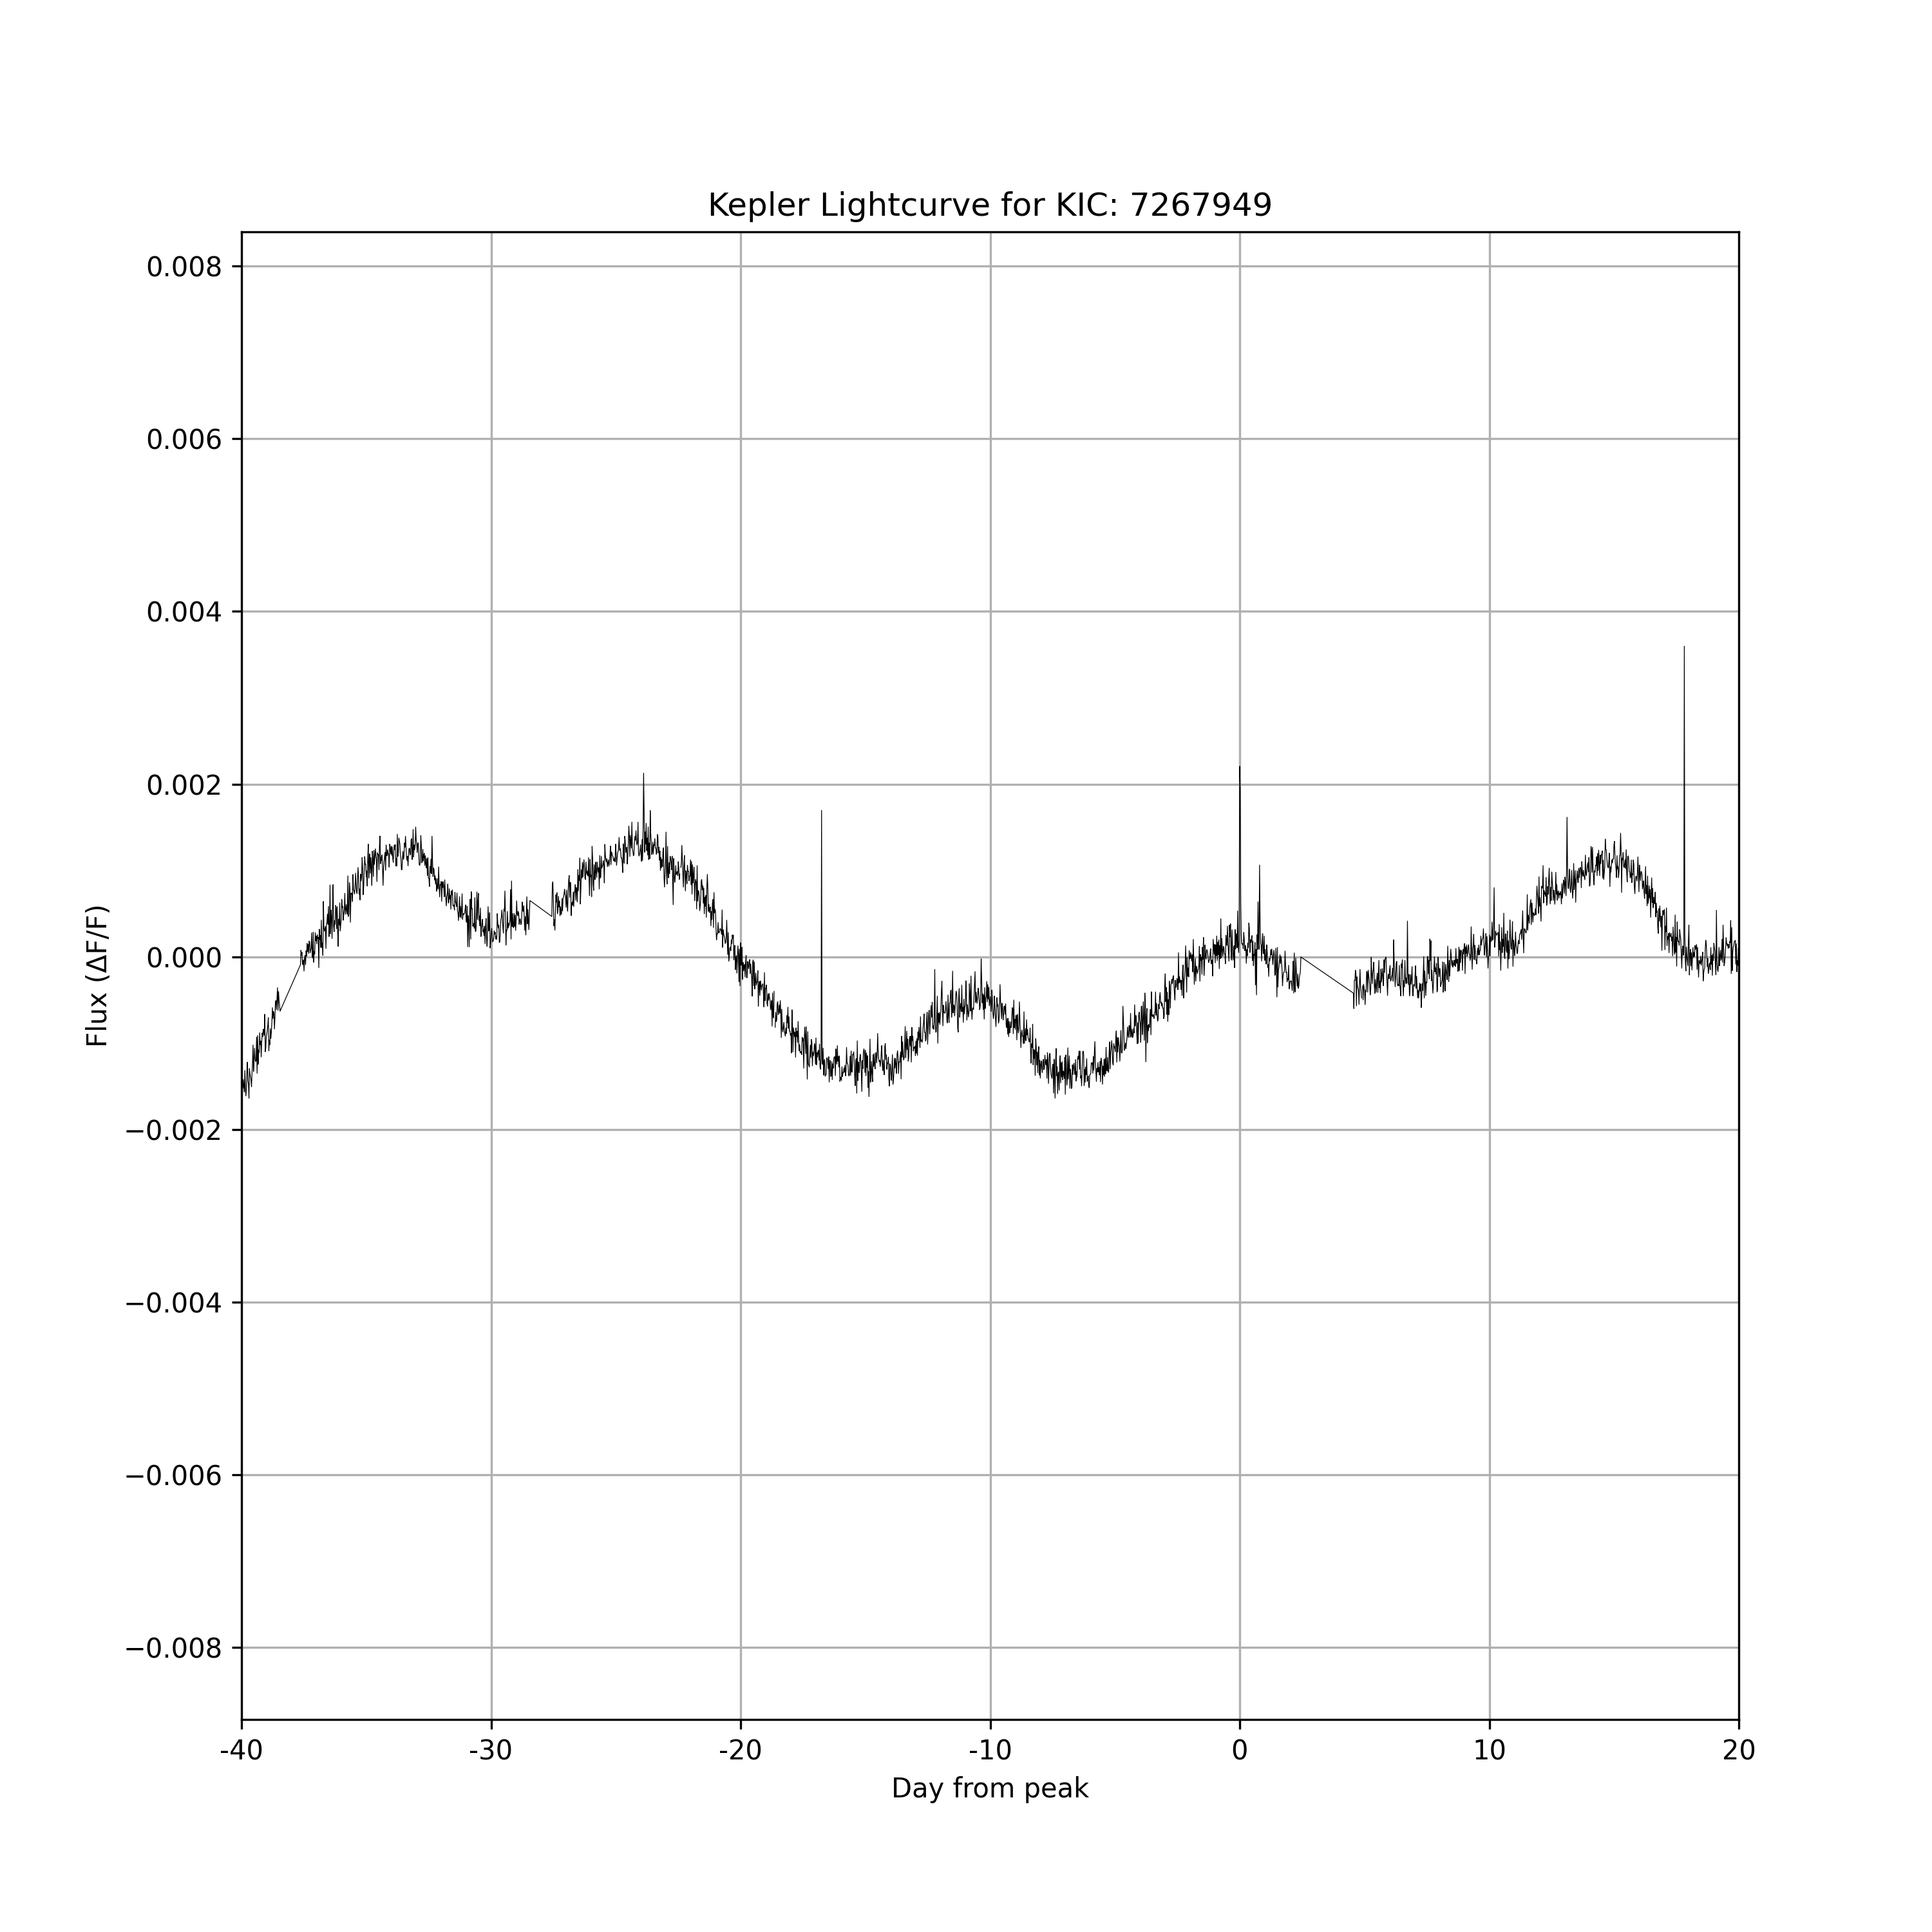 Kepler Lightcurve for KIC: 7267949
0.008
0.006
0.004
0.002
0.000
−0.002
−0.004
−0.006
−0.008
Flux (ΔF/F)
-40 -30 -20 -10 0 10 20
Day from peak